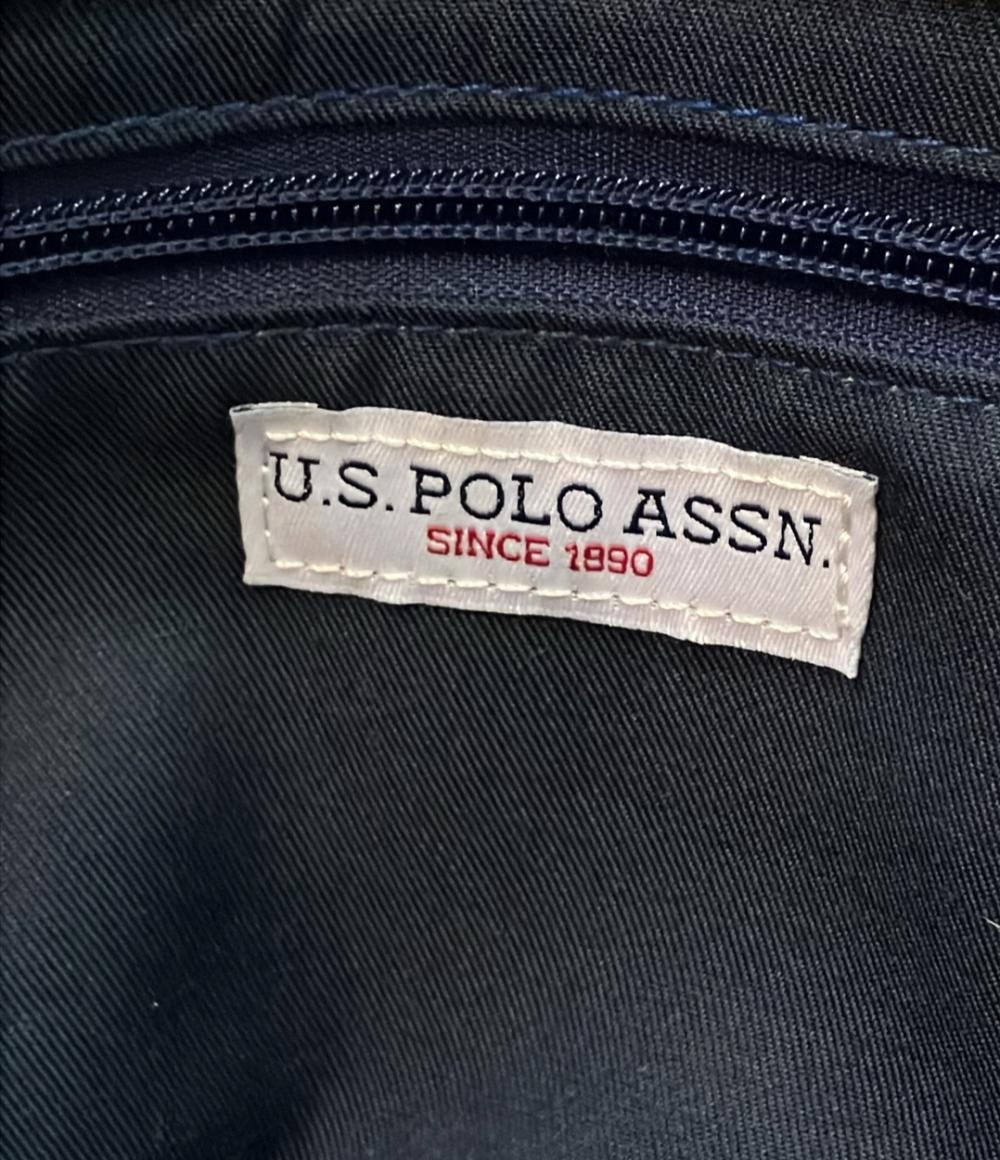 U.S. POLO ASSN.
SINCE 1890